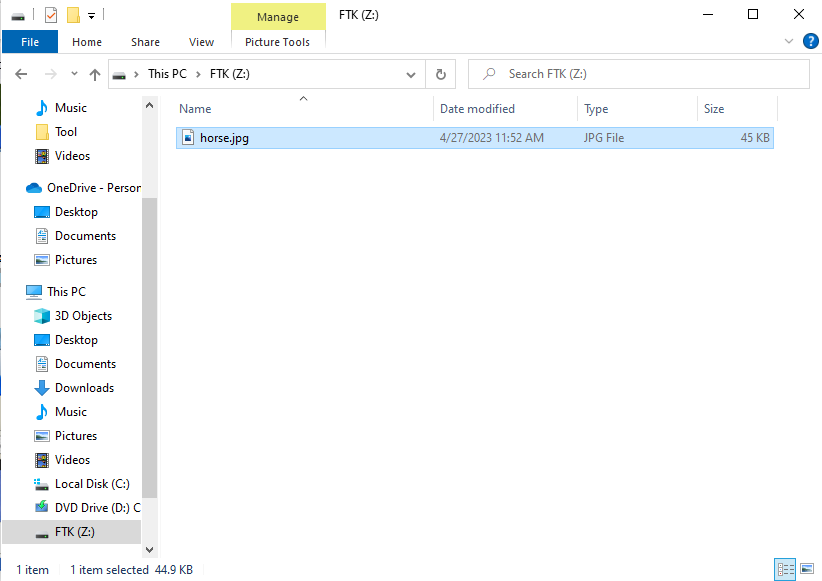 Manage
FTK (Z:)
File
Home
Share
View
Picture Tools
?
This PC
FTK (Z:)
Search FTK (Z:)
Name
Date modified
Type
Size
horse.jpg
4/27/2023 11:52 AM
JPG File
45 KB
Music
Tool
Videos
OneDrive - Person
Desktop
Documents
Pictures
This PC
3D Objects
Desktop
Documents
Downloads
Music
Pictures
Videos
Local Disk (C:)
DVD Drive (D:) C
FTK (Z:)
1 item
1 item selected 44.9 KB